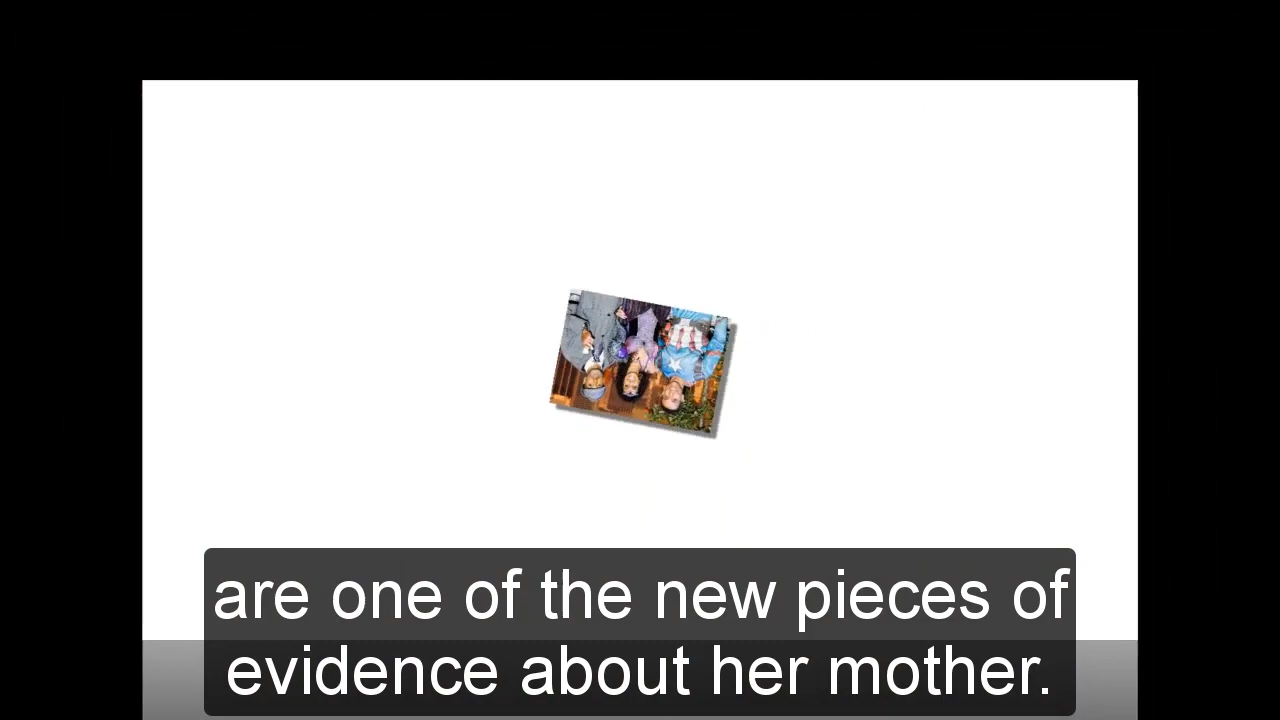 are one of the new pieces of
evidence about her mother.